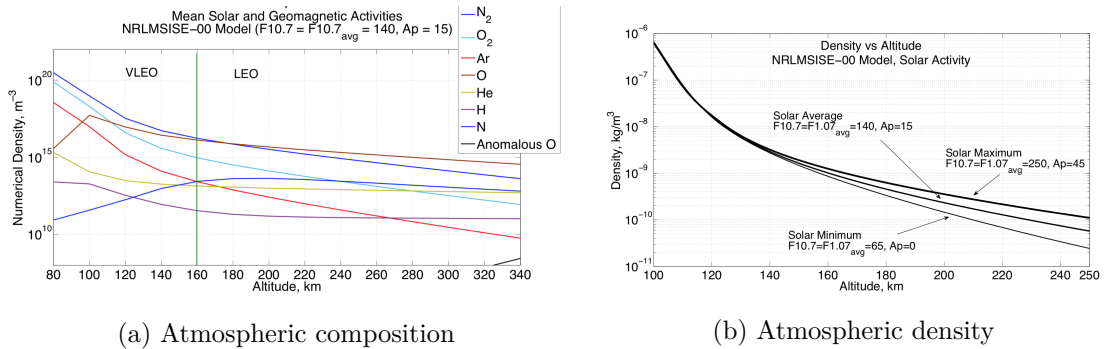 Mean Solar and Geomagnetic Activities
NRLMSISE-00 Model (F10.7 = F10.7avg = 140, Ap = 15)
N2
O2
Ar
O
He
H
N
Anomalous O
VLEO
LEO
Numerical Density, m-3
10^20
10^15
10^10
80 100 120 140 160 180 200 220 240 260 280 300 320 340
Altitude, km
(a) Atmospheric composition
Density vs Altitude
NRLMSISE-00 Model, Solar Activity
Solar Average
F10.7=F1.07avg=140, Ap=15
Solar Maximum
F10.7=F1.07avg=250, Ap=45
Solar Minimum
F10.7=F1.07avg=65, Ap=0
Density, kg/m3
10^-6
10^-7
10^-8
10^-9
10^-10
10^-11
100 120 140 160 180 200 220 250
Altitude, km
(b) Atmospheric density